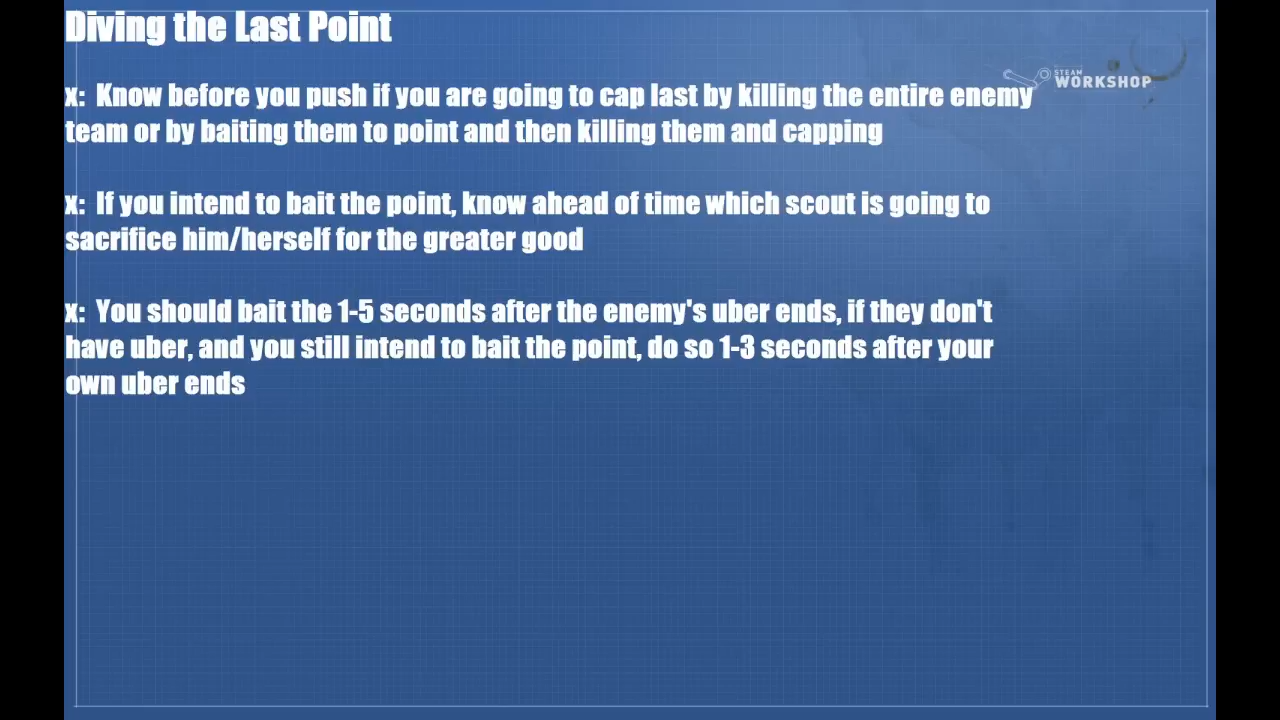 Diving the Last Point
STEAM
WORKSHOP
x:  Know before you push if you are going to cap last by killing the entire enemy
team or by baiting them to point and then killing them and capping
x:  If you intend to bait the point, know ahead of time which scout is going to
sacrifice him/herself for the greater good
x:  You should bait the 1-5 seconds after the enemy's uber ends, if they don't
have uber, and you still intend to bait the point, do so 1-3 seconds after your
own uber ends